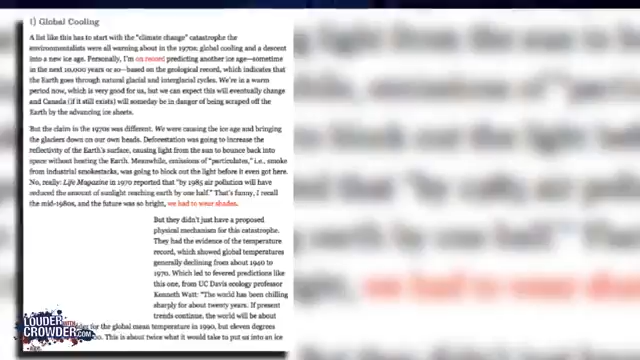 1) Global Cooling
A list like this has to start with the "climate change" catastrophe the
environmentalists were all warning about in the 1970s: global cooling and a descent
into a new ice age. Personally, I'm on record predicting another ice age—sometime
in the next 10,000 years or so—based on the geological record, which indicates that
the Earth goes through natural glacial and interglacial cycles. We're in a warm
period now, which is very good for us, but we can expect this will eventually change
and Canada (if it still exists) will someday be in danger of being scraped off the
Earth by the advancing ice sheets.
But the claim in the 1970s was different. We were causing the ice age and bringing
the glaciers down on our own heads. Deforestation was going to increase the
reflectivity of the Earth's surface, causing light from the sun to bounce back into
space without heating the Earth. Meanwhile, emissions of "particulates," i.e., smoke
from industrial smokestacks, was going to block out the light before it even got here.
No, really: Life Magazine in 1970 reported that "by 1985 air pollution will have
reduced the amount of sunlight reaching earth by one half." That's funny, I recall
the mid-1980s, and the future was so bright, we had to wear shades.
But they didn't just have a proposed
physical mechanism for this catastrophe.
They had the evidence of the temperature
record, which showed global temperatures
generally declining from about 1940 to
1970. Which led to fevered predictions like
this one, from UC Davis ecology professor
Kenneth Watt: "The world has been chilling
sharply for about twenty years. If present
trends continue, the world will be about
for the global mean temperature in 1990, but eleven degrees
This is about twice what it would take to put us into an ice
LOUDER WITH
CROWDER.COM